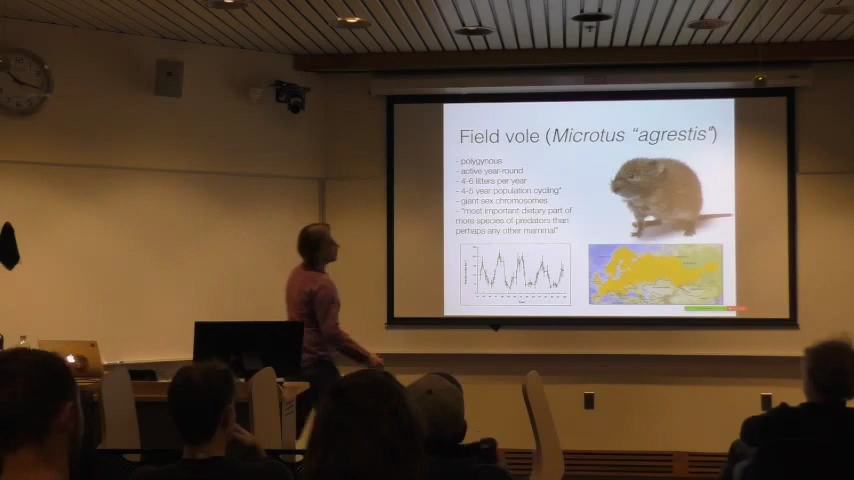 Field vole (Microtus "agrestis")
- polygynous
- active year-round
- 4-6 litters per year
- 4-5 year population cycling*
- giant sex chromosomes
- "most important dietary part of
more species of predators than
perhaps any other mammal"